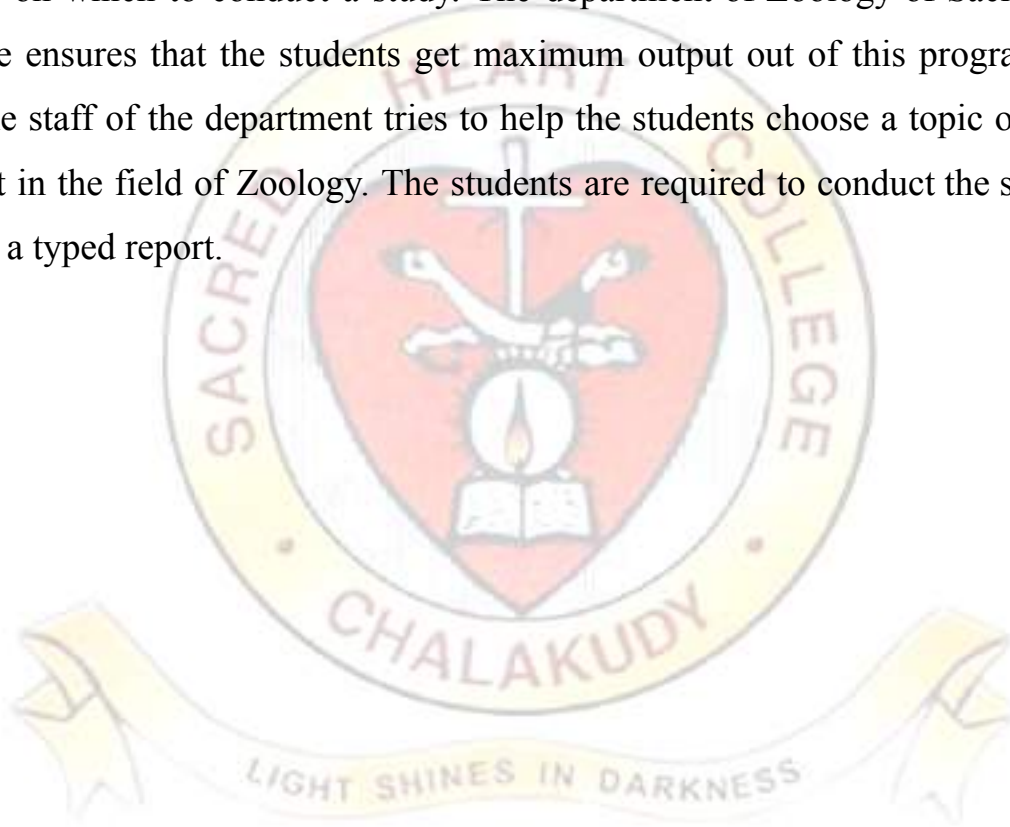 on which to conduct a study. The department of Zoology of Sacr
e ensures that the students get maximum output out of this progra
e staff of the department tries to help the students choose a topic o
t in the field of Zoology. The students are required to conduct the s
a typed report.
SACRED HEART COLLEGE
CHALAKUDY
LIGHT SHINES IN DARKNESS